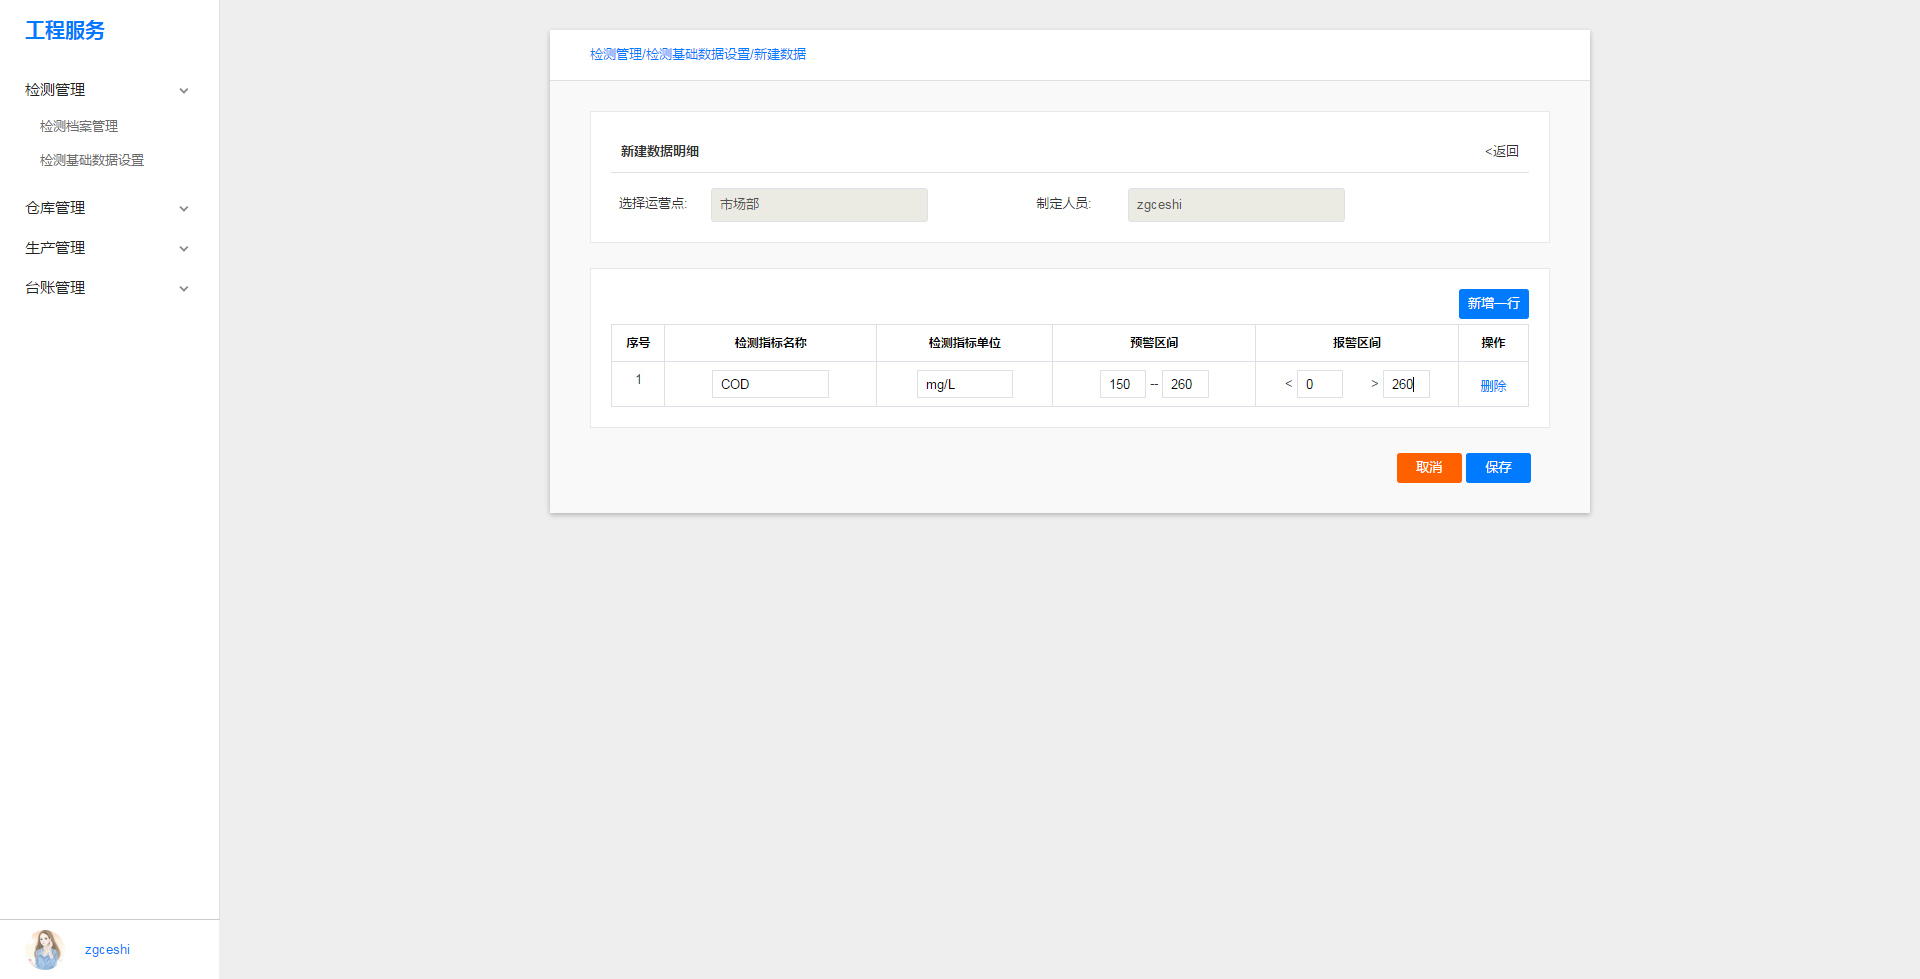 工程服务
检测管理
检测档案管理
检测基础数据设置
仓库管理
生产管理
台账管理
zgceshi
检测管理/检测基础数据设置/新建数据
新建数据明细 <返回
选择运营点: 市场部 制定人员: zgceshi
新增一行
序号 检测指标名称 检测指标单位 预警区间 报警区间 操作
1 COD mg/L 150 -- 260 < 0 > 260 删除
取消 保存